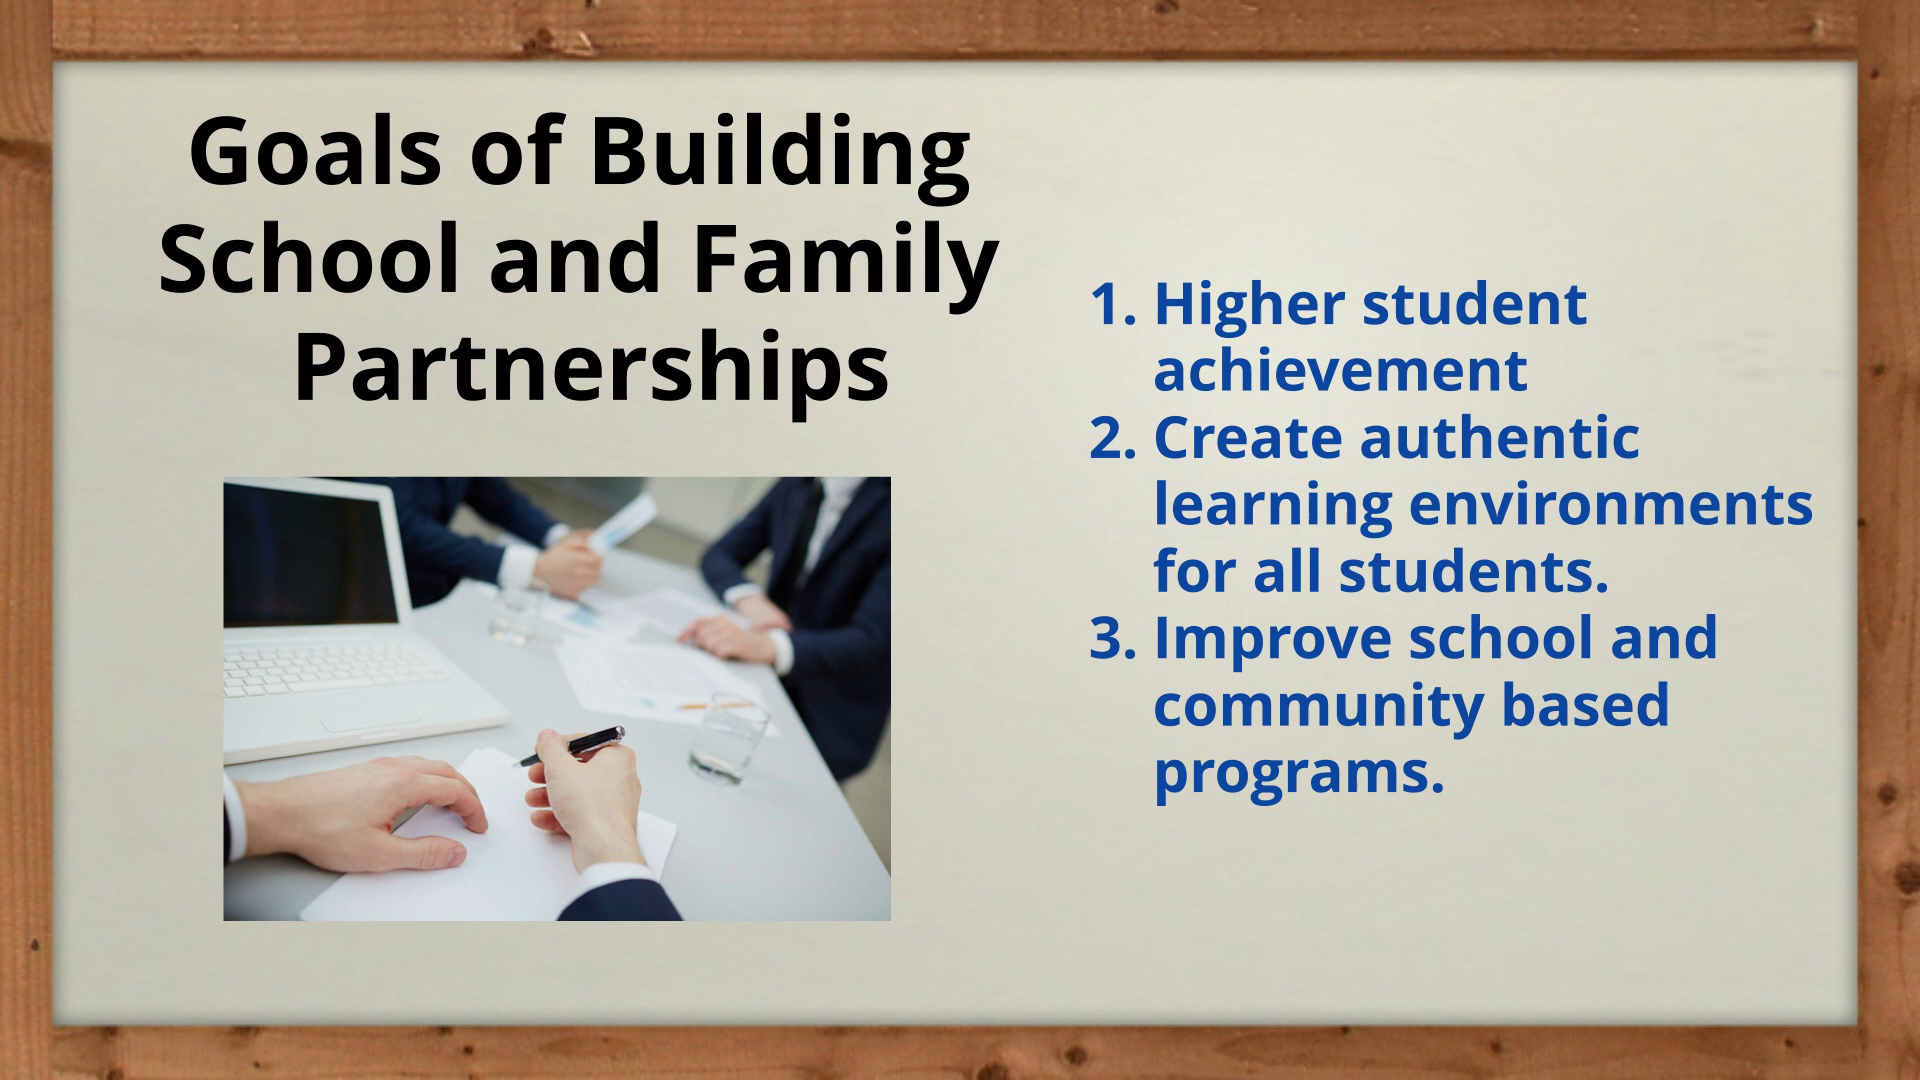 Goals of Building
School and Family
Partnerships
1. Higher student
achievement
2. Create authentic
learning environments
for all students.
3. Improve school and
community based
programs.